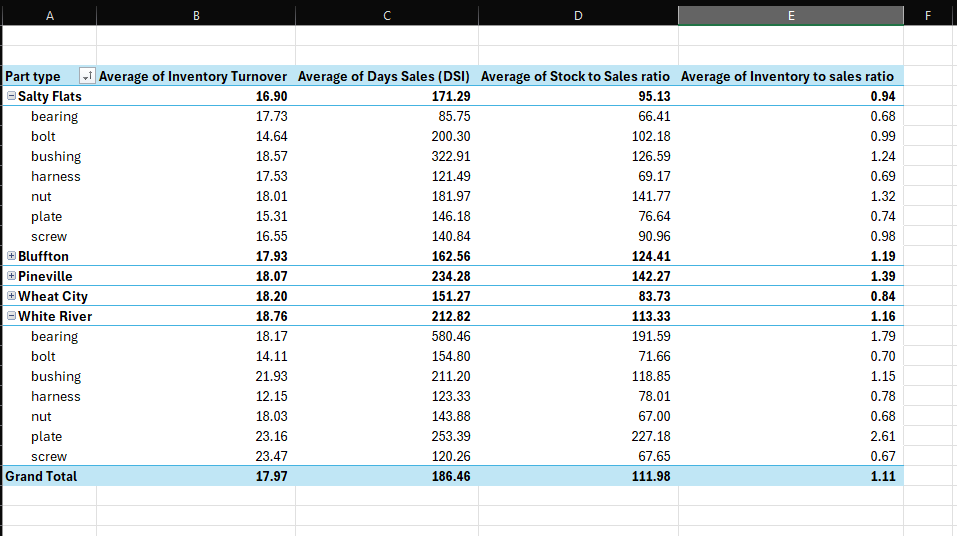 A B C D E F
Part type Average of Inventory Turnover Average of Days Sales (DSI) Average of Stock to Sales ratio Average of Inventory to sales ratio
Salty Flats 16.90 171.29 95.13 0.94
bearing 17.73 85.75 66.41 0.68
bolt 14.64 200.30 102.18 0.99
bushing 18.57 322.91 126.59 1.24
harness 17.53 121.49 69.17 0.69
nut 18.01 181.97 141.77 1.32
plate 15.31 146.18 76.64 0.74
screw 16.55 140.84 90.96 0.98
Bluffton 17.93 162.56 124.41 1.19
Pineville 18.07 234.28 142.27 1.39
Wheat City 18.20 151.27 83.73 0.84
White River 18.76 212.82 113.33 1.16
bearing 18.17 580.46 191.59 1.79
bolt 14.11 154.80 71.66 0.70
bushing 21.93 211.20 118.85 1.15
harness 12.15 123.33 78.01 0.78
nut 18.03 143.88 67.00 0.68
plate 23.16 253.39 227.18 2.61
screw 23.47 120.26 67.65 0.67
Grand Total 17.97 186.46 111.98 1.11